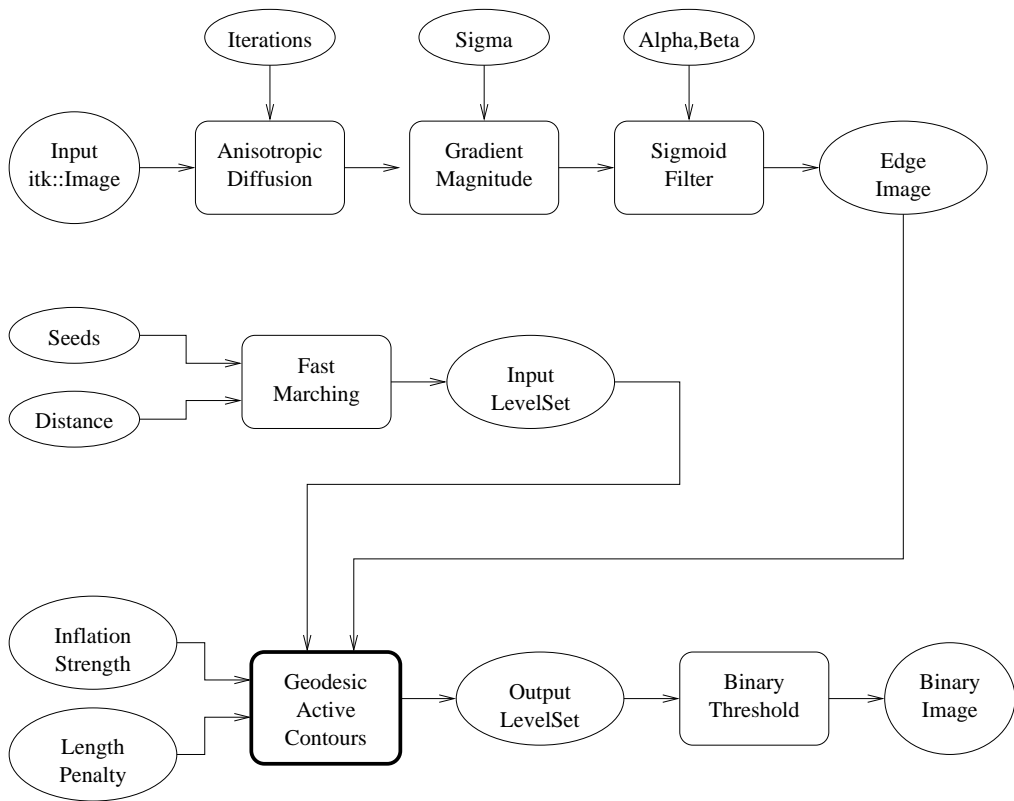 Iterations
Sigma
Alpha,Beta
Input
itk::Image
Anisotropic
Diffusion
Gradient
Magnitude
Sigmoid
Filter
Edge
Image
Seeds
Distance
Fast
Marching
Input
LevelSet
Inflation
Strength
Length
Penalty
Geodesic
Active
Contours
Output
LevelSet
Binary
Threshold
Binary
Image